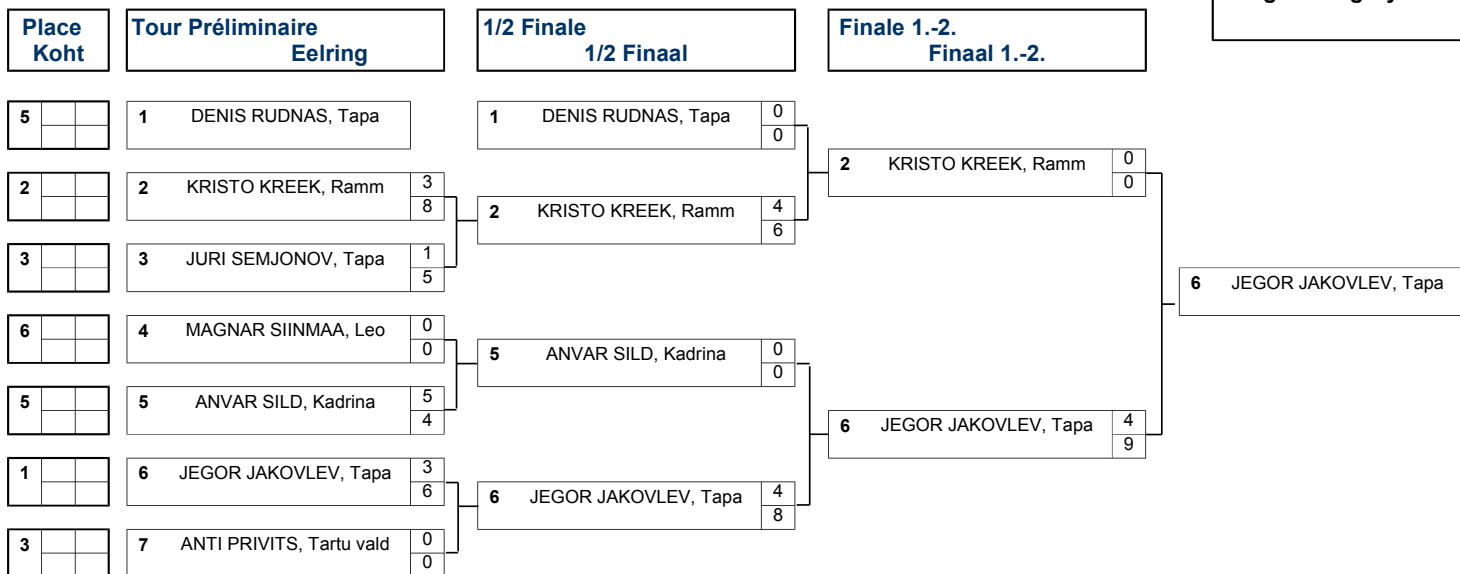 Place
Koht
Tour Préliminaire
Eelring
1/2 Finale
1/2 Finaal
Finale 1.-2.
Finaal 1.-2.
5
1 DENIS RUDNAS, Tapa
1 DENIS RUDNAS, Tapa 0
0
2 KRISTO KREEK, Ramm 0
0
2
2 KRISTO KREEK, Ramm 3
8
2 KRISTO KREEK, Ramm 4
6
3
3 JURI SEMJONOV, Tapa 1
5
6 JEGOR JAKOVLEV, Tapa
6
4 MAGNAR SIINMAA, Leo 0
0
5 ANVAR SILD, Kadrina 0
0
5
5 ANVAR SILD, Kadrina 5
4
6 JEGOR JAKOVLEV, Tapa 4
9
1
6 JEGOR JAKOVLEV, Tapa 3
6
6 JEGOR JAKOVLEV, Tapa 4
8
3
7 ANTI PRIVITS, Tartu vald 0
0